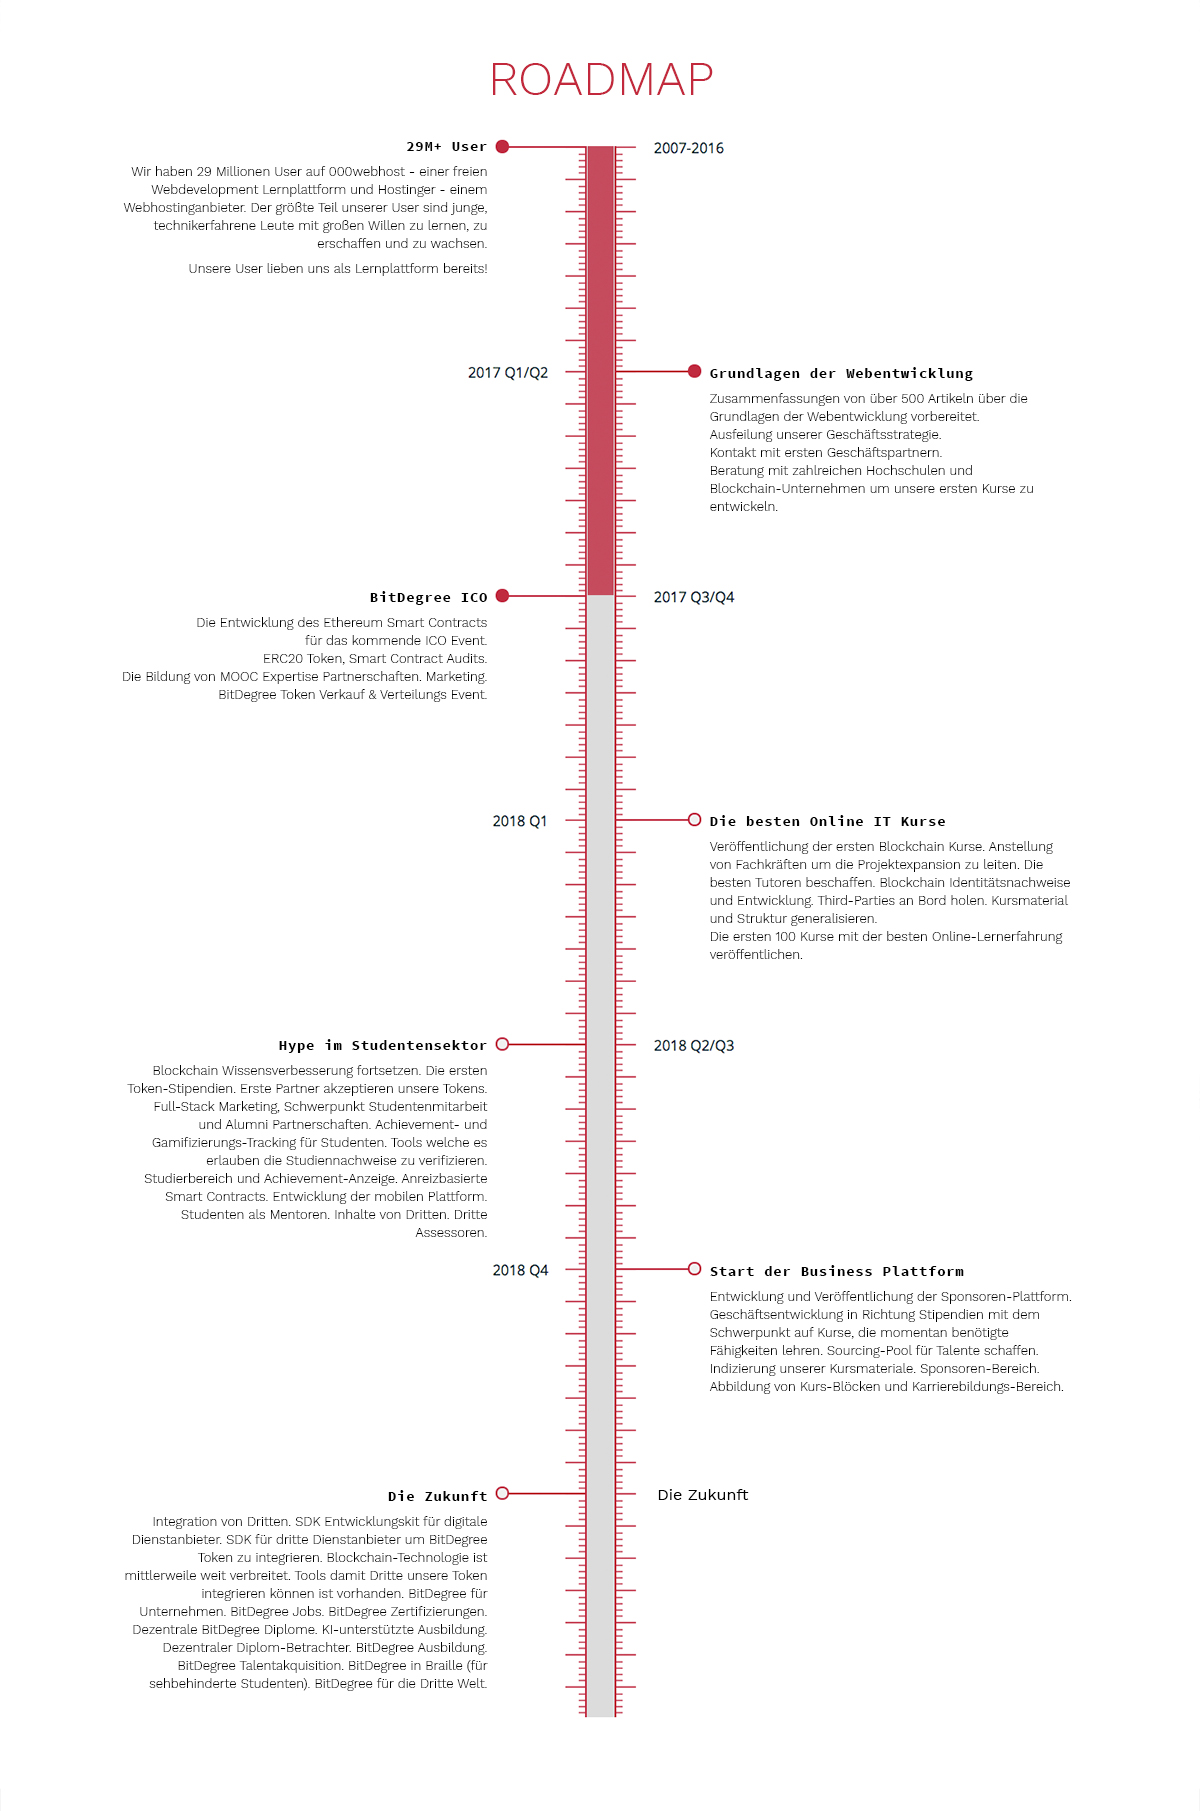 ROADMAP
29M+ User
2007-2016
Wir haben 29 Millionen User auf 000webhost - einer freien
Webdevelopment Lernplattform und Hostinger - einem
Webhostinganbieter. Der größte Teil unserer User sind junge,
technikerfahrene Leute mit großen Willen zu lernen, zu
erschaffen und zu wachsen.
Unsere User lieben uns als Lernplattform bereits!
2017 Q1/Q2
Grundlagen der Webentwicklung
Zusammenfassungen von über 500 Artikeln über die
Grundlagen der Webentwicklung vorbereitet.
Ausfeilung unserer Geschäftsstrategie.
Kontakt mit ersten Geschäftspartnern.
Beratung mit zahlreichen Hochschulen und
Blockchain-Unternehmen um unsere ersten Kurse zu
entwickeln.
BitDegree ICO
2017 Q3/Q4
Die Entwicklung des Ethereum Smart Contracts
für das kommende ICO Event.
ERC20 Token, Smart Contract Audits.
Die Bildung von MOOC Expertise Partnerschaften. Marketing.
BitDegree Token Verkauf & Verteilungs Event.
2018 Q1
Die besten Online IT Kurse
Veröffentlichung der ersten Blockchain Kurse. Anstellung
von Fachkräften um die Projektexpansion zu leiten. Die
besten Tutoren beschaffen. Blockchain Identitätsnachweise
und Entwicklung. Third-Parties an Bord holen. Kursmaterial
und Struktur generalisieren.
Die ersten 100 Kurse mit der besten Online-Lernerfahrung
veröffentlichen.
Hype im Studentensektor
2018 Q2/Q3
Blockchain Wissensverbesserung fortsetzen. Die ersten
Token-Stipendien. Erste Partner akzeptieren unsere Tokens.
Full-Stack Marketing, Schwerpunkt Studentenmitarbeit
und Alumni Partnerschaften. Achievement- und
Gamifizierungs-Tracking für Studenten. Tools welche es
erlauben die Studiennachweise zu verifizieren.
Studierbereich und Achievement-Anzeige. Anreizbasierte
Smart Contracts. Entwicklung der mobilen Plattform.
Studenten als Mentoren. Inhalte von Dritten. Dritte
Assessoren.
2018 Q4
Start der Business Plattform
Entwicklung und Veröffentlichung der Sponsoren-Plattform.
Geschäftsentwicklung in Richtung Stipendien mit dem
Schwerpunkt auf Kurse, die momentan benötigte
Fähigkeiten lehren. Sourcing-Pool für Talente schaffen.
Indizierung unserer Kursmateriale. Sponsoren-Bereich.
Abbildung von Kurs-Blöcken und Karrierebildungs-Bereich.
Die Zukunft
Die Zukunft
Integration von Dritten. SDK Entwicklungskit für digitale
Dienstanbieter. SDK für dritte Dienstanbieter um BitDegree
Token zu integrieren. Blockchain-Technologie ist
mittlerweile weit verbreitet. Tools damit Dritte unsere Token
integrieren können ist vorhanden. BitDegree für
Unternehmen. BitDegree Jobs. BitDegree Zertifizierungen.
Dezentrale BitDegree Diplome. KI-unterstützte Ausbildung.
Dezentraler Diplom-Betrachter. BitDegree Ausbildung.
BitDegree Talentakquisition. BitDegree in Braille (für
sehbehinderte Studenten). BitDegree für die Dritte Welt.